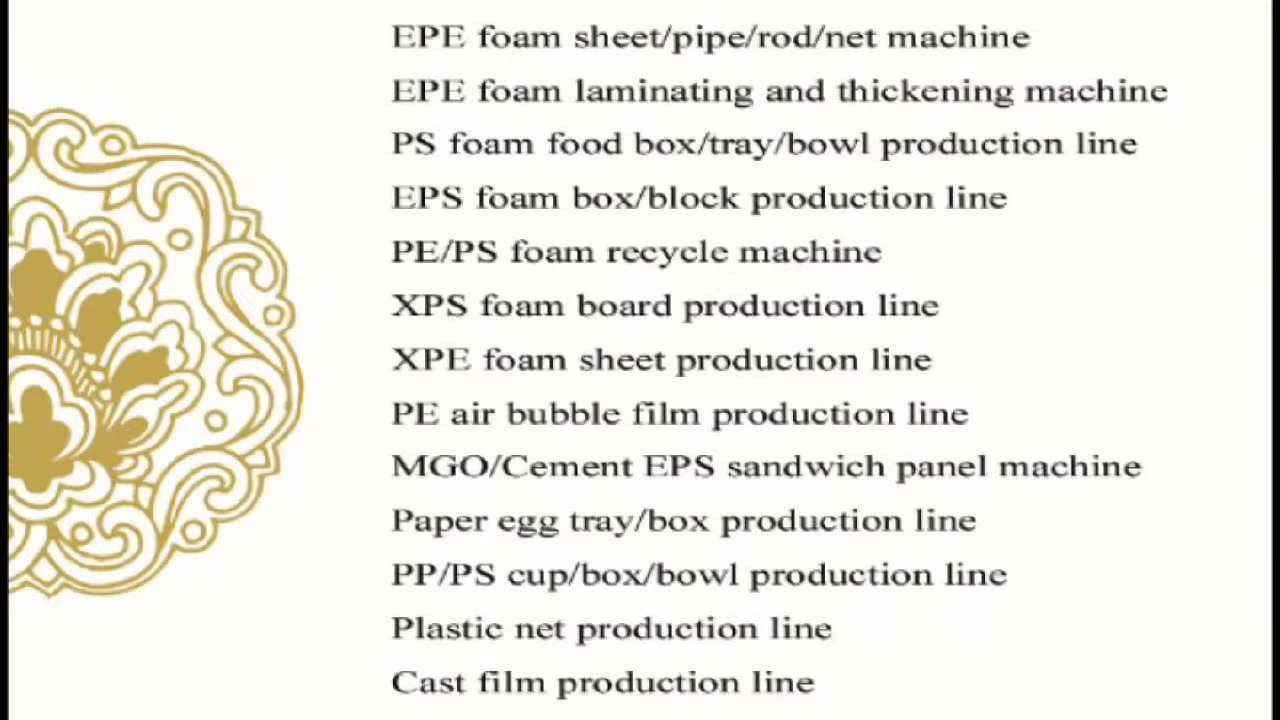 EPE foam sheet/pipe/rod/net machine
EPE foam laminating and thickening machine
PS foam food box/tray/bowl production line
EPS foam box/block production line
PE/PS foam recycle machine
XPS foam board production line
XPE foam sheet production line
PE air bubble film production line
MGO/Cement EPS sandwich panel machine
Paper egg tray/box production line
PP/PS cup/box/bowl production line
Plastic net production line
Cast film production line